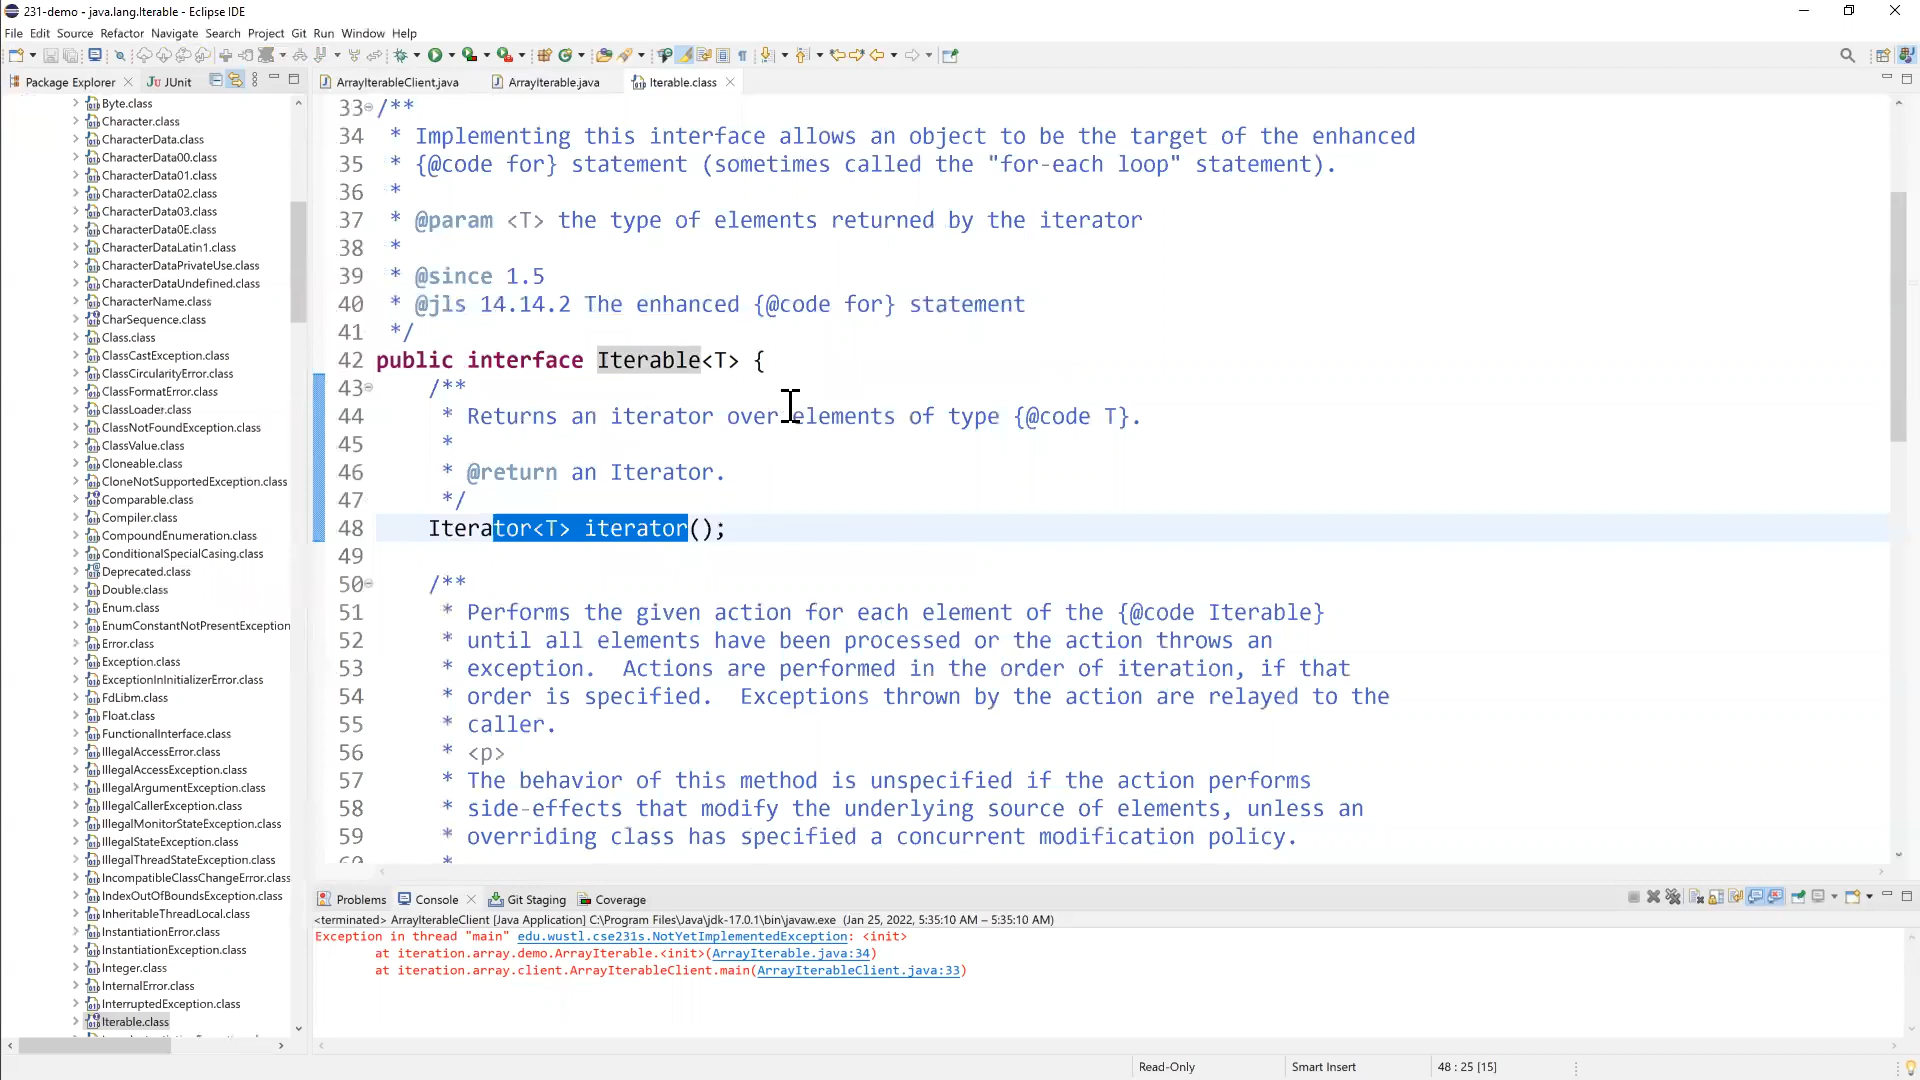 231-demo - java.lang.Iterable - Eclipse IDE
File Edit Source Refactor Navigate Search Project Git Run Window Help
Package Explorer JUnit ArrayIterableClient.java ArrayIterable.java Iterable.class
Byte.class
Character.class
CharacterData.class
CharacterData00.class
CharacterData01.class
CharacterData02.class
CharacterData03.class
CharacterData0E.class
CharacterDataLatin1.class
CharacterDataPrivateUse.class
CharacterDataUndefined.class
CharacterName.class
CharSequence.class
Class.class
ClassCastException.class
ClassCircularityError.class
ClassFormatError.class
ClassLoader.class
ClassNotFoundException.class
ClassValue.class
Cloneable.class
CloneNotSupportedException.class
Comparable.class
Compiler.class
CompoundEnumeration.class
ConditionalSpecialCasing.class
Deprecated.class
Double.class
Enum.class
EnumConstantNotPresentException
Error.class
Exception.class
ExceptionInInitializerError.class
FdLibm.class
Float.class
FunctionalInterface.class
IllegalAccessError.class
IllegalAccessException.class
IllegalArgumentException.class
IllegalCallerException.class
IllegalMonitorStateException.class
IllegalStateException.class
IllegalThreadStateException.class
IncompatibleClassChangeError.class
IndexOutOfBoundsException.class
InheritableThreadLocal.class
InstantiationError.class
InstantiationException.class
Integer.class
InternalError.class
InterruptedException.class
Iterable.class
33 /**
34 * Implementing this interface allows an object to be the target of the enhanced
35 * {@code for} statement (sometimes called the "for-each loop" statement).
36 *
37 * @param <T> the type of elements returned by the iterator
38 *
39 * @since 1.5
40 * @jls 14.14.2 The enhanced {@code for} statement
41 */
42 public interface Iterable<T> {
43 /**
44 * Returns an iterator over elements of type {@code T}.
45 *
46 * @return an Iterator.
47 */
48 Iterator<T> iterator();
49
50 /**
51 * Performs the given action for each element of the {@code Iterable}
52 * until all elements have been processed or the action throws an
53 * exception.  Actions are performed in the order of iteration, if that
54 * order is specified.  Exceptions thrown by the action are relayed to the
55 * caller.
56 * <p>
57 * The behavior of this method is unspecified if the action performs
58 * side-effects that modify the underlying source of elements, unless an
59 * overriding class has specified a concurrent modification policy.
60 *
Problems Console Git Staging Coverage
<terminated> ArrayIterableClient [Java Application] C:\Program Files\Java\jdk-17.0.1\bin\javaw.exe (Jan 25, 2022, 5:35:10 AM – 5:35:10 AM)
Exception in thread "main" edu.wustl.cse231s.NotYetImplementedException: <init>
at iteration.array.demo.ArrayIterable.<init>(ArrayIterable.java:34)
at iteration.array.client.ArrayIterableClient.main(ArrayIterableClient.java:33)
Read-Only Smart Insert 48 : 25 [15]